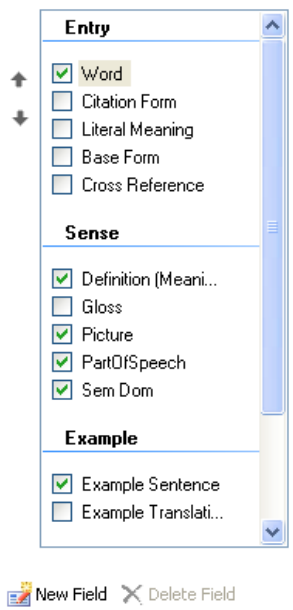 Entry
Word
Citation Form
Literal Meaning
Base Form
Cross Reference
Sense
Definition (Meani...
Gloss
Picture
PartOfSpeech
Sem Dom
Example
Example Sentence
Example Translati...
New Field Delete Field